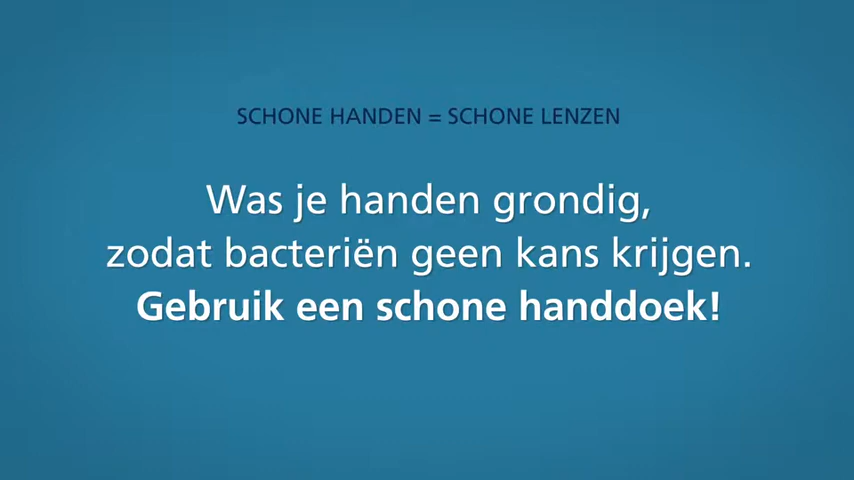 SCHONE HANDEN = SCHONE LENZEN
Was je handen grondig,
zodat bacteriën geen kans krijgen.
Gebruik een schone handdoek!